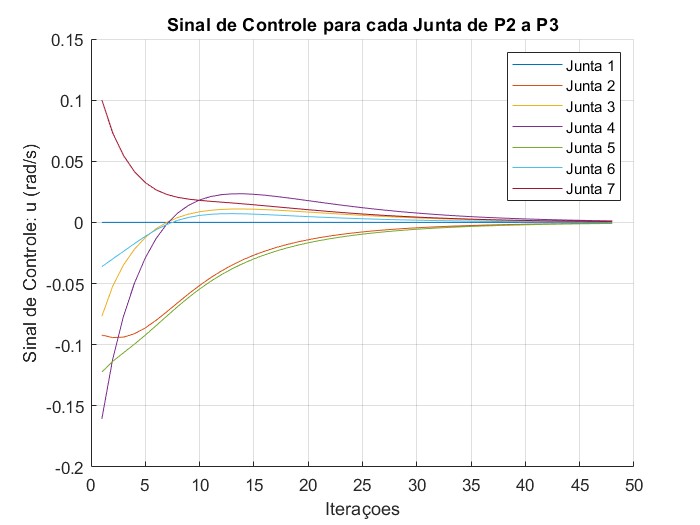 Sinal de Controle para cada Junta de P2 a P3
Sinal de Controle: u (rad/s)
0.15
0.1
0.05
0
-0.05
-0.1
-0.15
-0.2
Junta 1
Junta 2
Junta 3
Junta 4
Junta 5
Junta 6
Junta 7
0 5 10 15 20 25 30 35 40 45 50
Iteraçoes